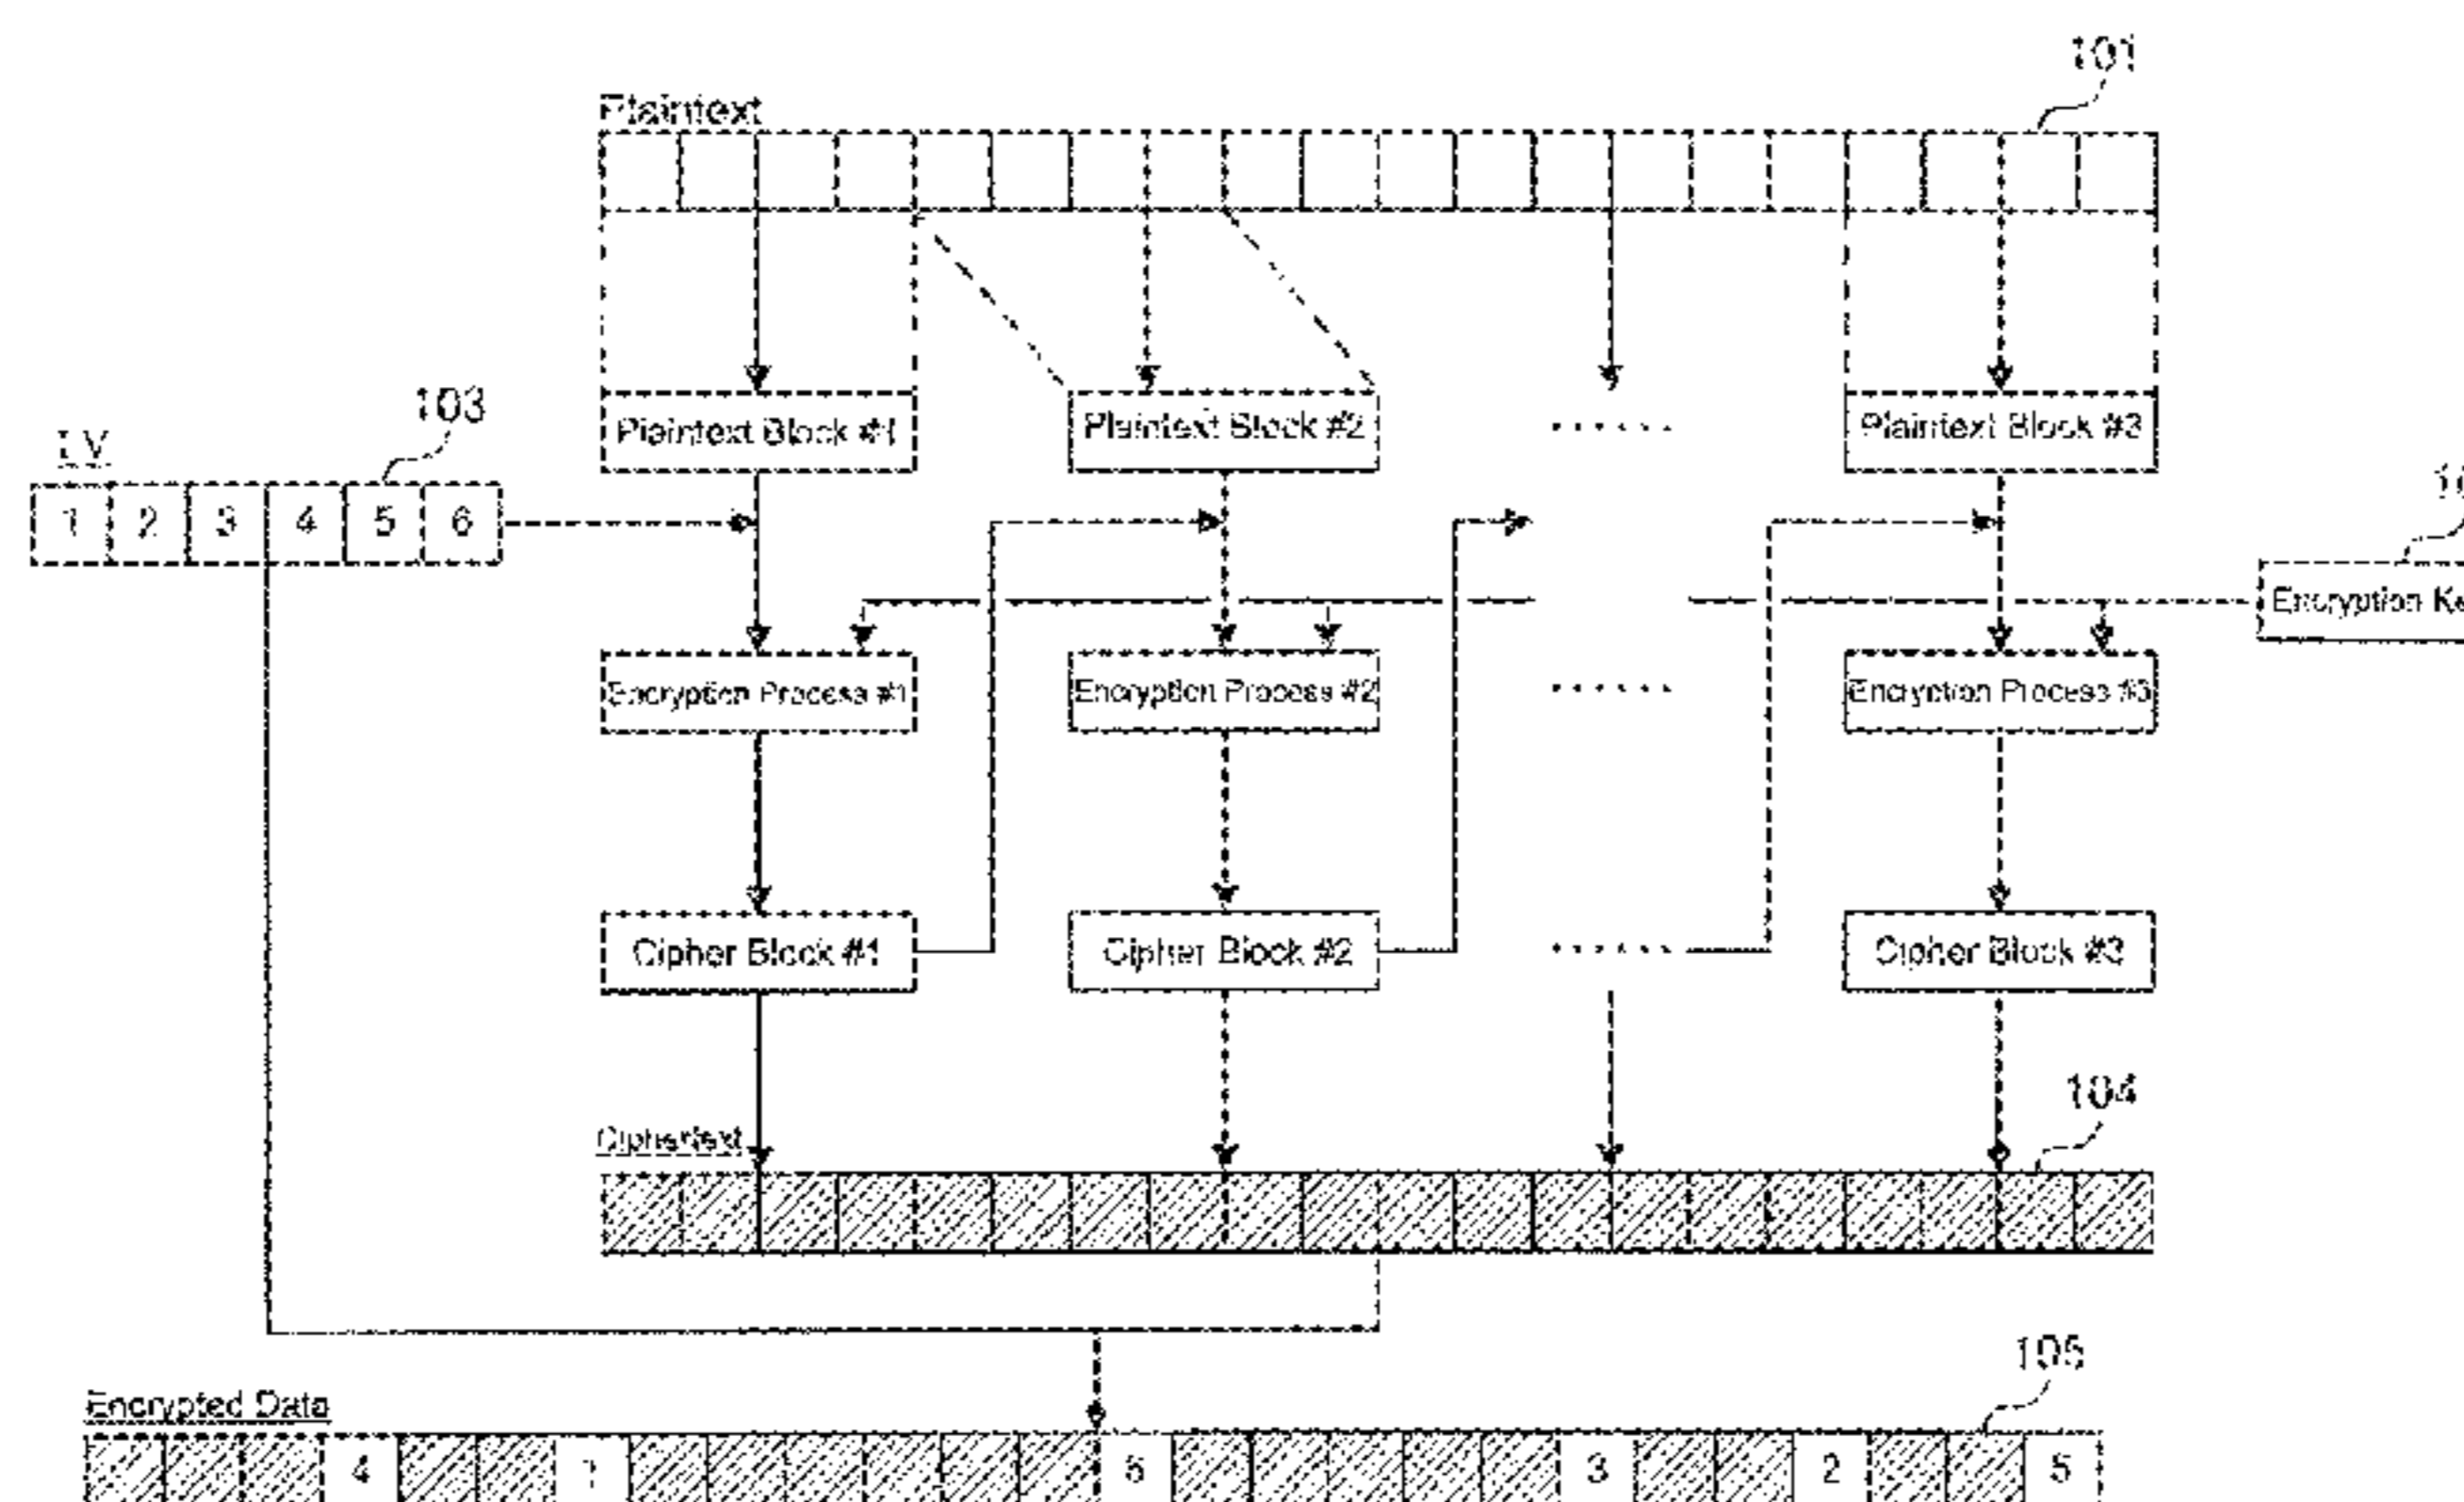 101
Plaintext
Plaintext Block #1
Plaintext Block #2
......
Plaintext Block #3
I.V.
103
1 2 3 4 5 6
Encryption
Encryption Process #1
Encryption Process #2
......
Encryption Process #3
Cipher Block #1
Cipher Block #2
......
Cipher Block #3
104
Ciphertext
105
Encrypted Data
4 1 6 3 2 5